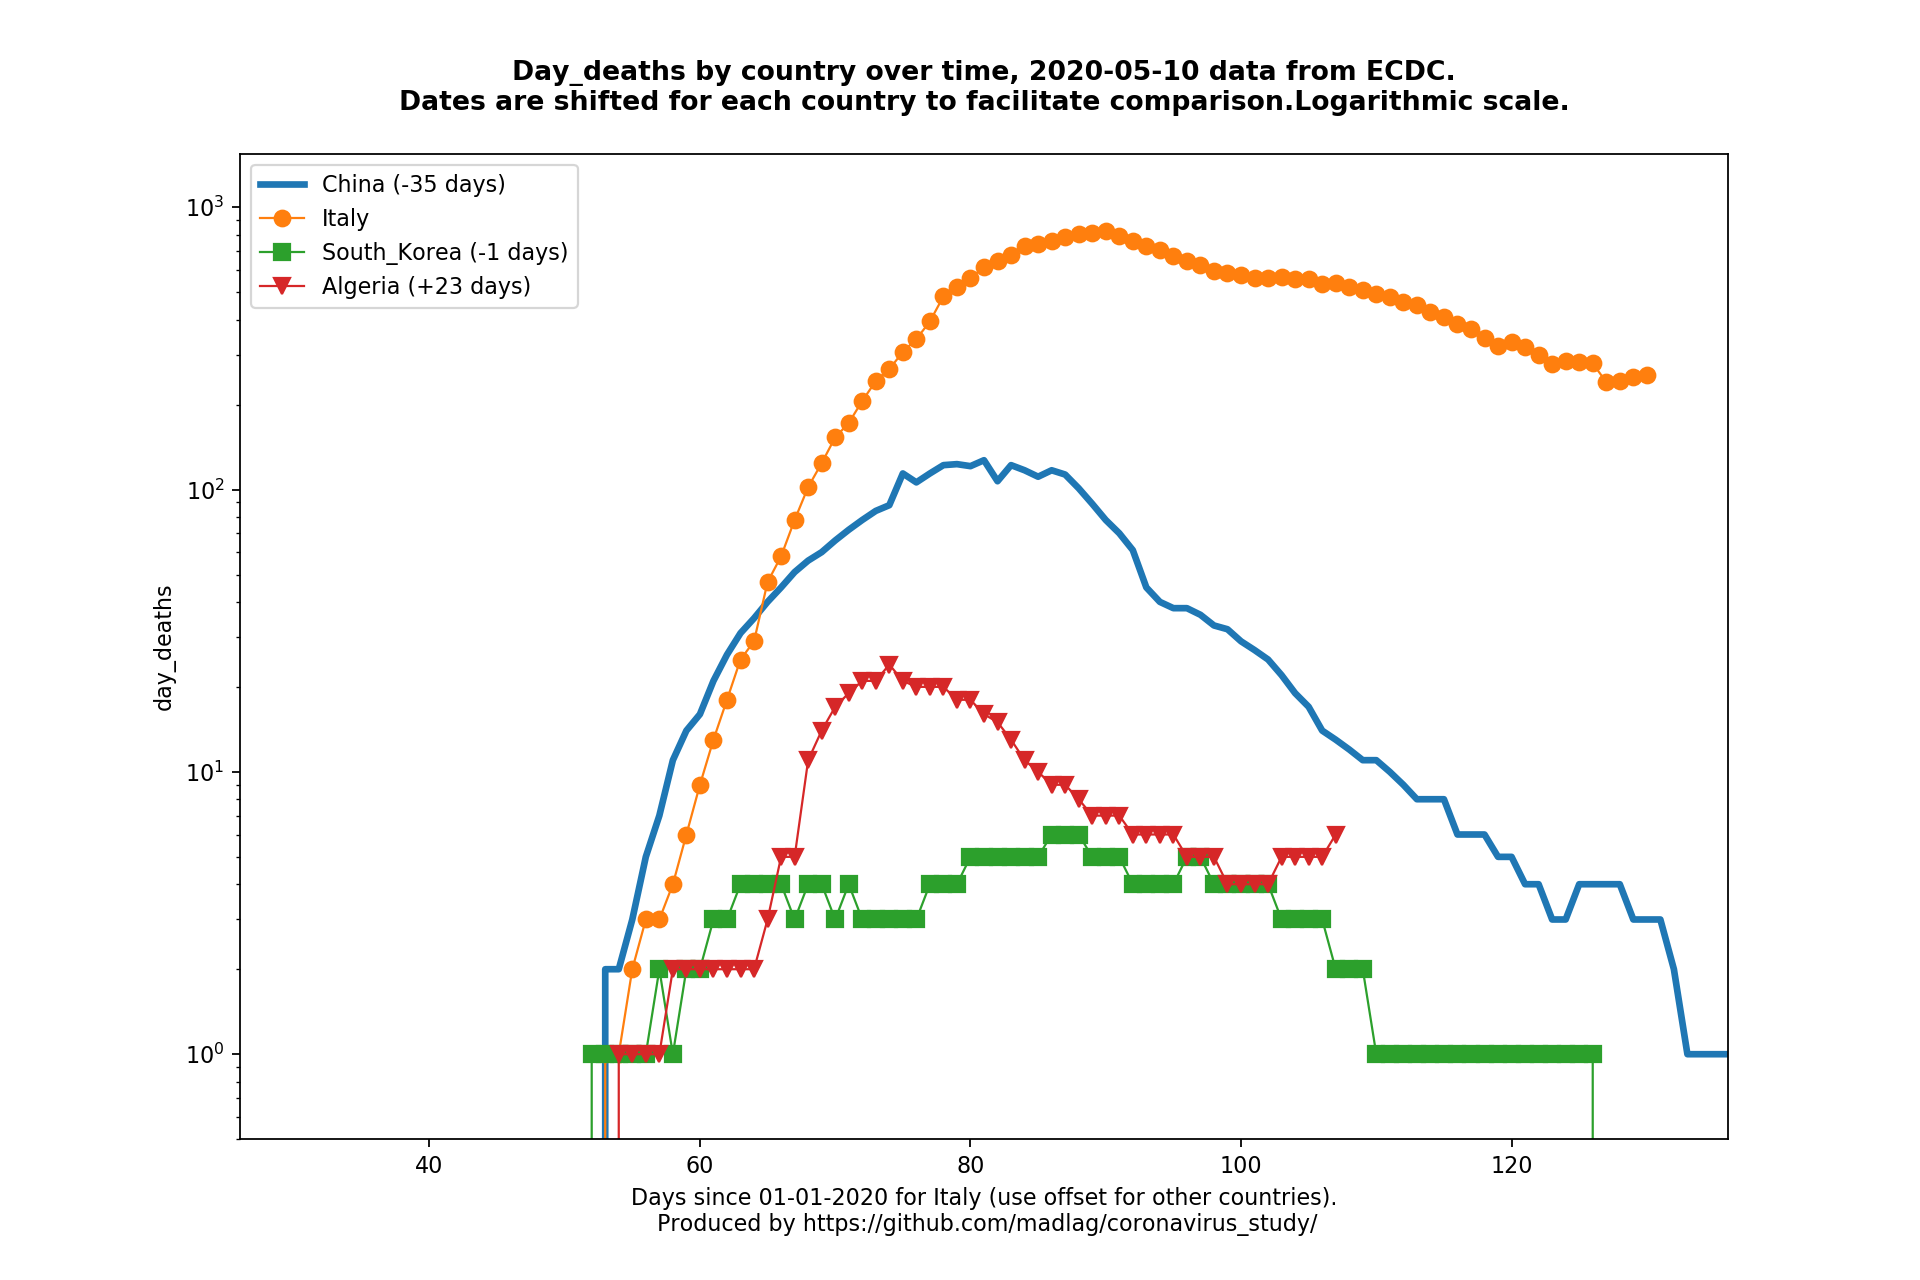 Day_deaths by country over time, 2020-05-10 data from ECDC.
Dates are shifted for each country to facilitate comparison.Logarithmic scale.
China (-35 days)
Italy
South_Korea (-1 days)
Algeria (+23 days)
10³
10²
10¹
10⁰
day_deaths
40 60 80 100 120
Days since 01-01-2020 for Italy (use offset for other countries).
Produced by https://github.com/madlag/coronavirus_study/